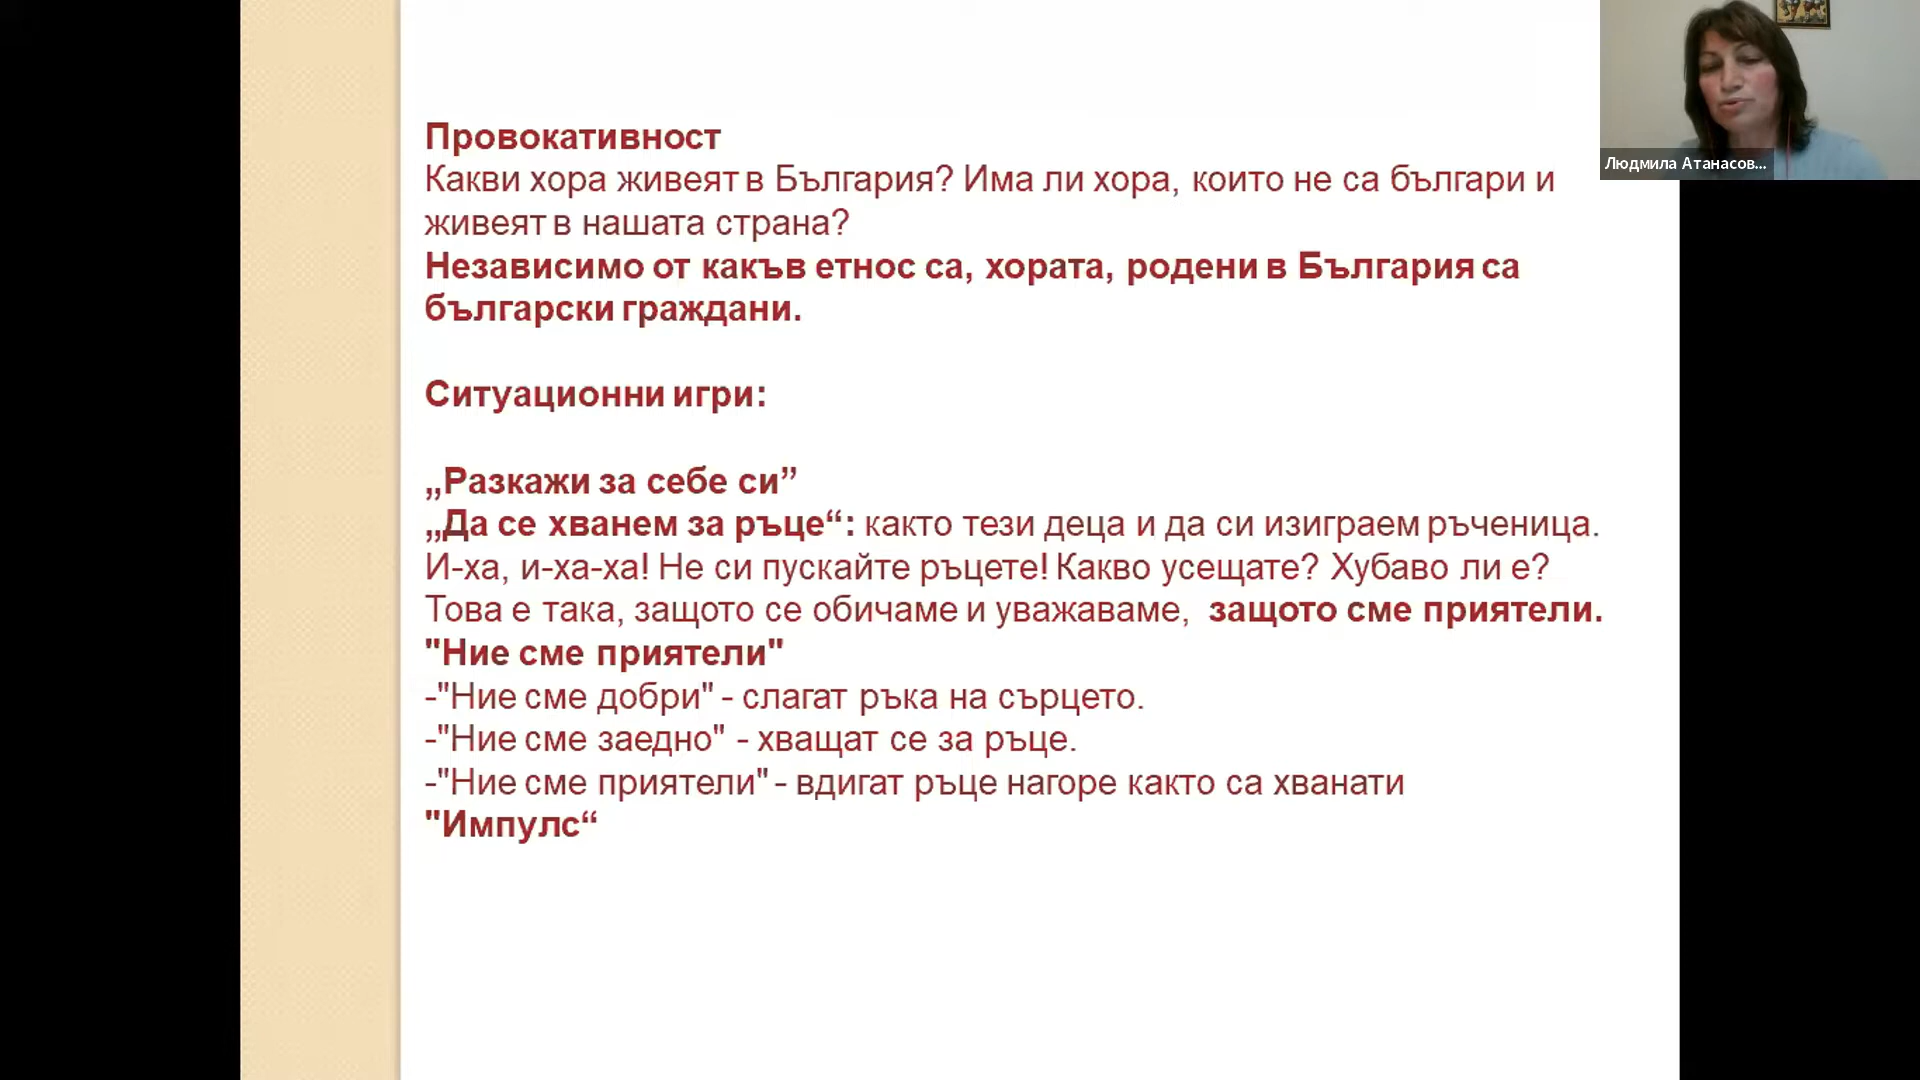 Провокативност
Какви хора живеят в България? Има ли хора, които не са българи и
живеят в нашата страна?
Независимо от какъв етнос са, хората, родени в България са
български граждани.
Ситуационни игри:
„Разкажи за себе си”
„Да се хванем за ръце“: както тези деца и да си изиграем ръченица.
И-ха, и-ха-ха! Не си пускайте ръцете! Какво усещате? Хубаво ли е?
Това е така, защото се обичаме и уважаваме, защото сме приятели.
"Ние сме приятели"
-"Ние сме добри" - слагат ръка на сърцето.
-"Ние сме заедно" - хващат се за ръце.
-"Ние сме приятели" - вдигат ръце нагоре както са хванати
"Импулс“
Людмила Атанасов...